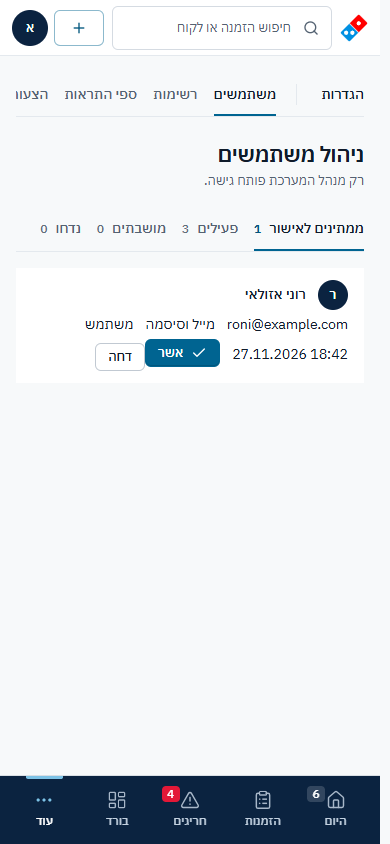 חיפוש הזמנה או לקוח
א
הגדרות
משתמשים
רשימות
ספי התראות
ניהול משתמשים
רק מנהל המערכת פותח גישה.
ממתינים לאישור 1
פעילים 3
מושבתים 0
נדחו 0
ר
רוני אזולאי
roni@example.com
מייל וסיסמה
משתמש
27.11.2026 18:42
אשר
דחה
היום
6
הזמנות
חריגים
4
בורד
עוד